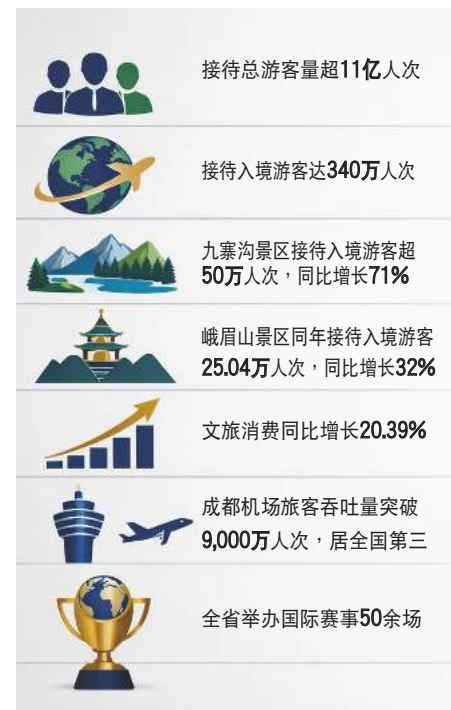 接待总游客量超11亿人次
接待入境游客达340万人次
九寨沟景区接待入境游客超
50万人次，同比增长71%
峨眉山景区同年接待入境游客
25.04万人次，同比增长32%
文旅消费同比增长20.39%
成都机场旅客吞吐量突破
9,000万人次，居全国第三
全省举办国际赛事50余场